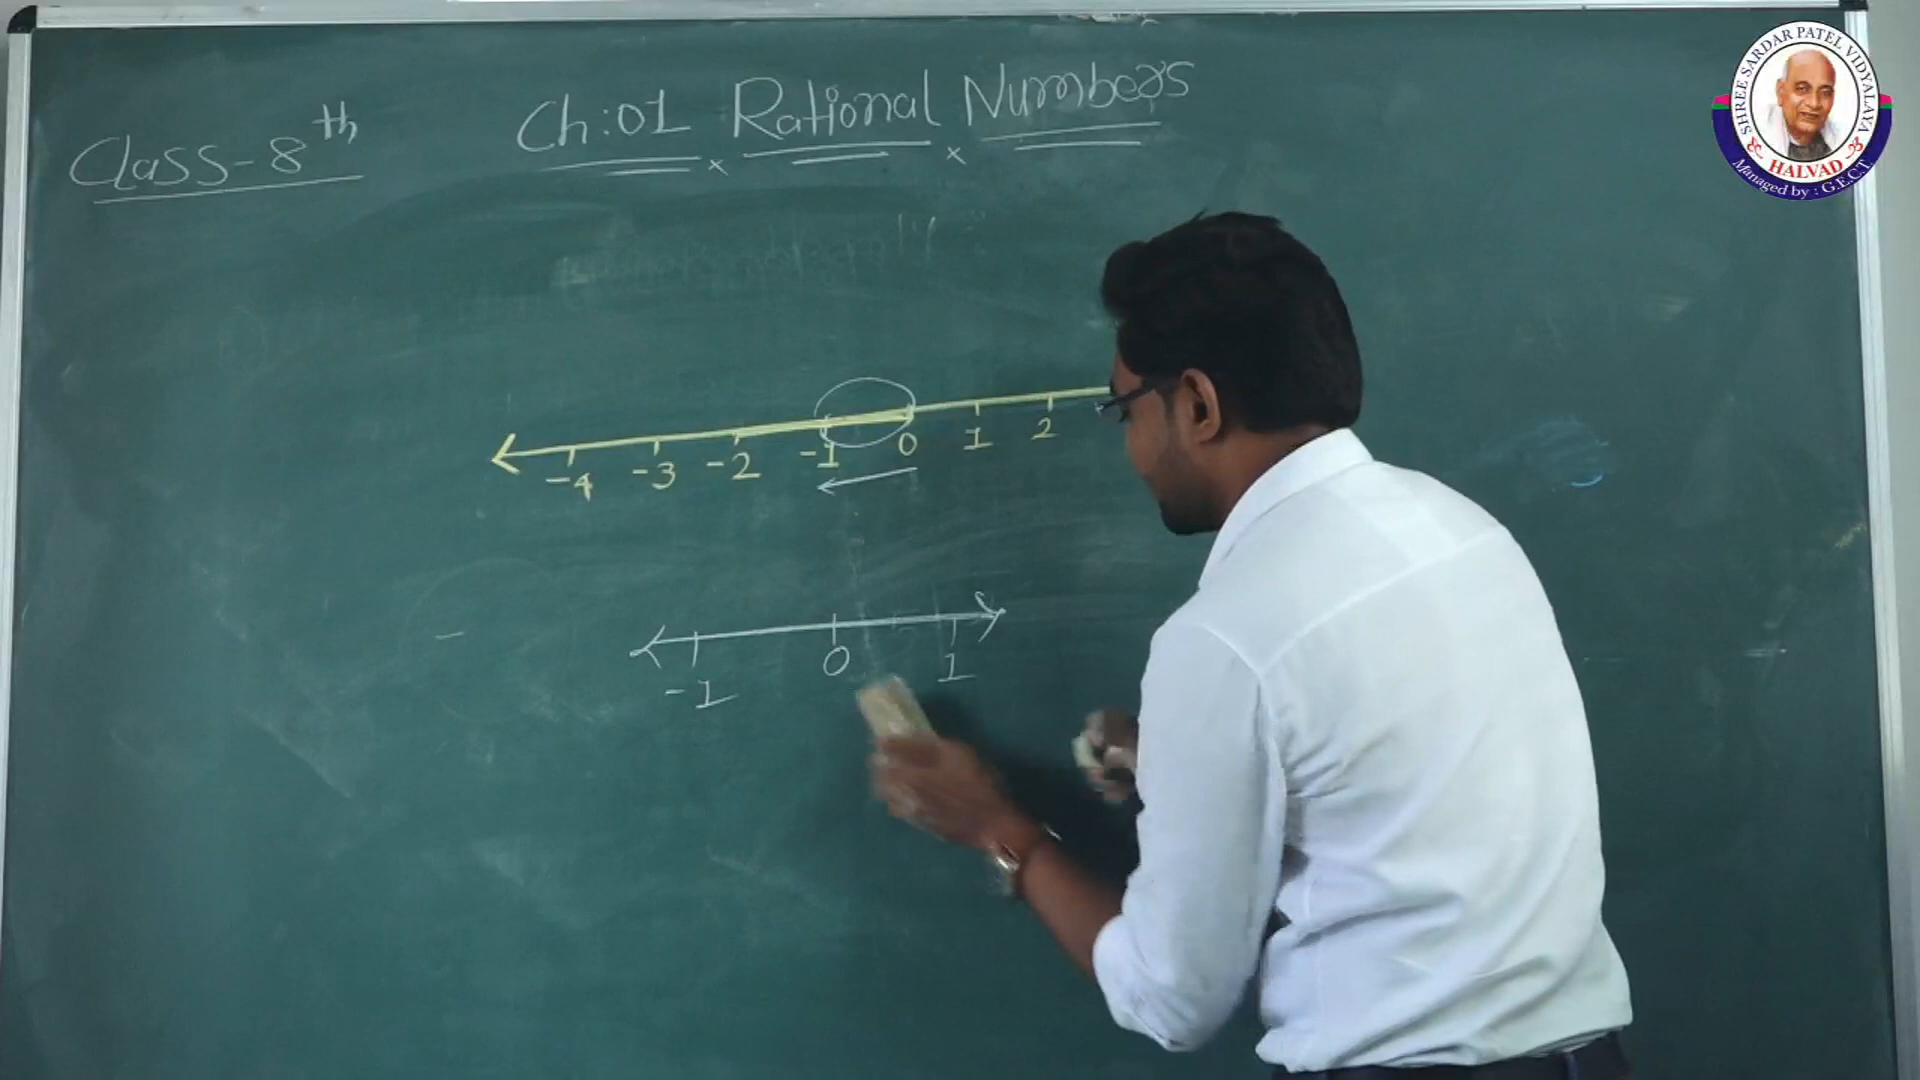 Class-8th
Ch:01 Rational Numbers
-4 -3 -2 -1 0 1 2
-1 0 1
SHREE SARDAR PATEL VIDYALAYA
HALVAD
Managed by : G.E.C.T.